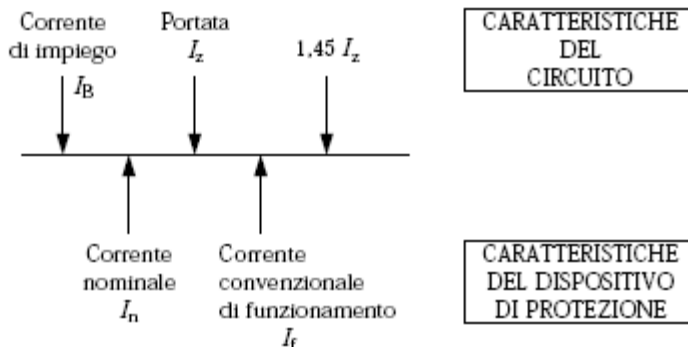 Corrente
di impiego
I_B
Portata
I_z
1,45 I_z
CARATTERISTICHE
DEL
CIRCUITO
Corrente
nominale
I_n
Corrente
convenzionale
di funzionamento
I_f
CARATTERISTICHE
DEL DISPOSITIVO
DI PROTEZIONE